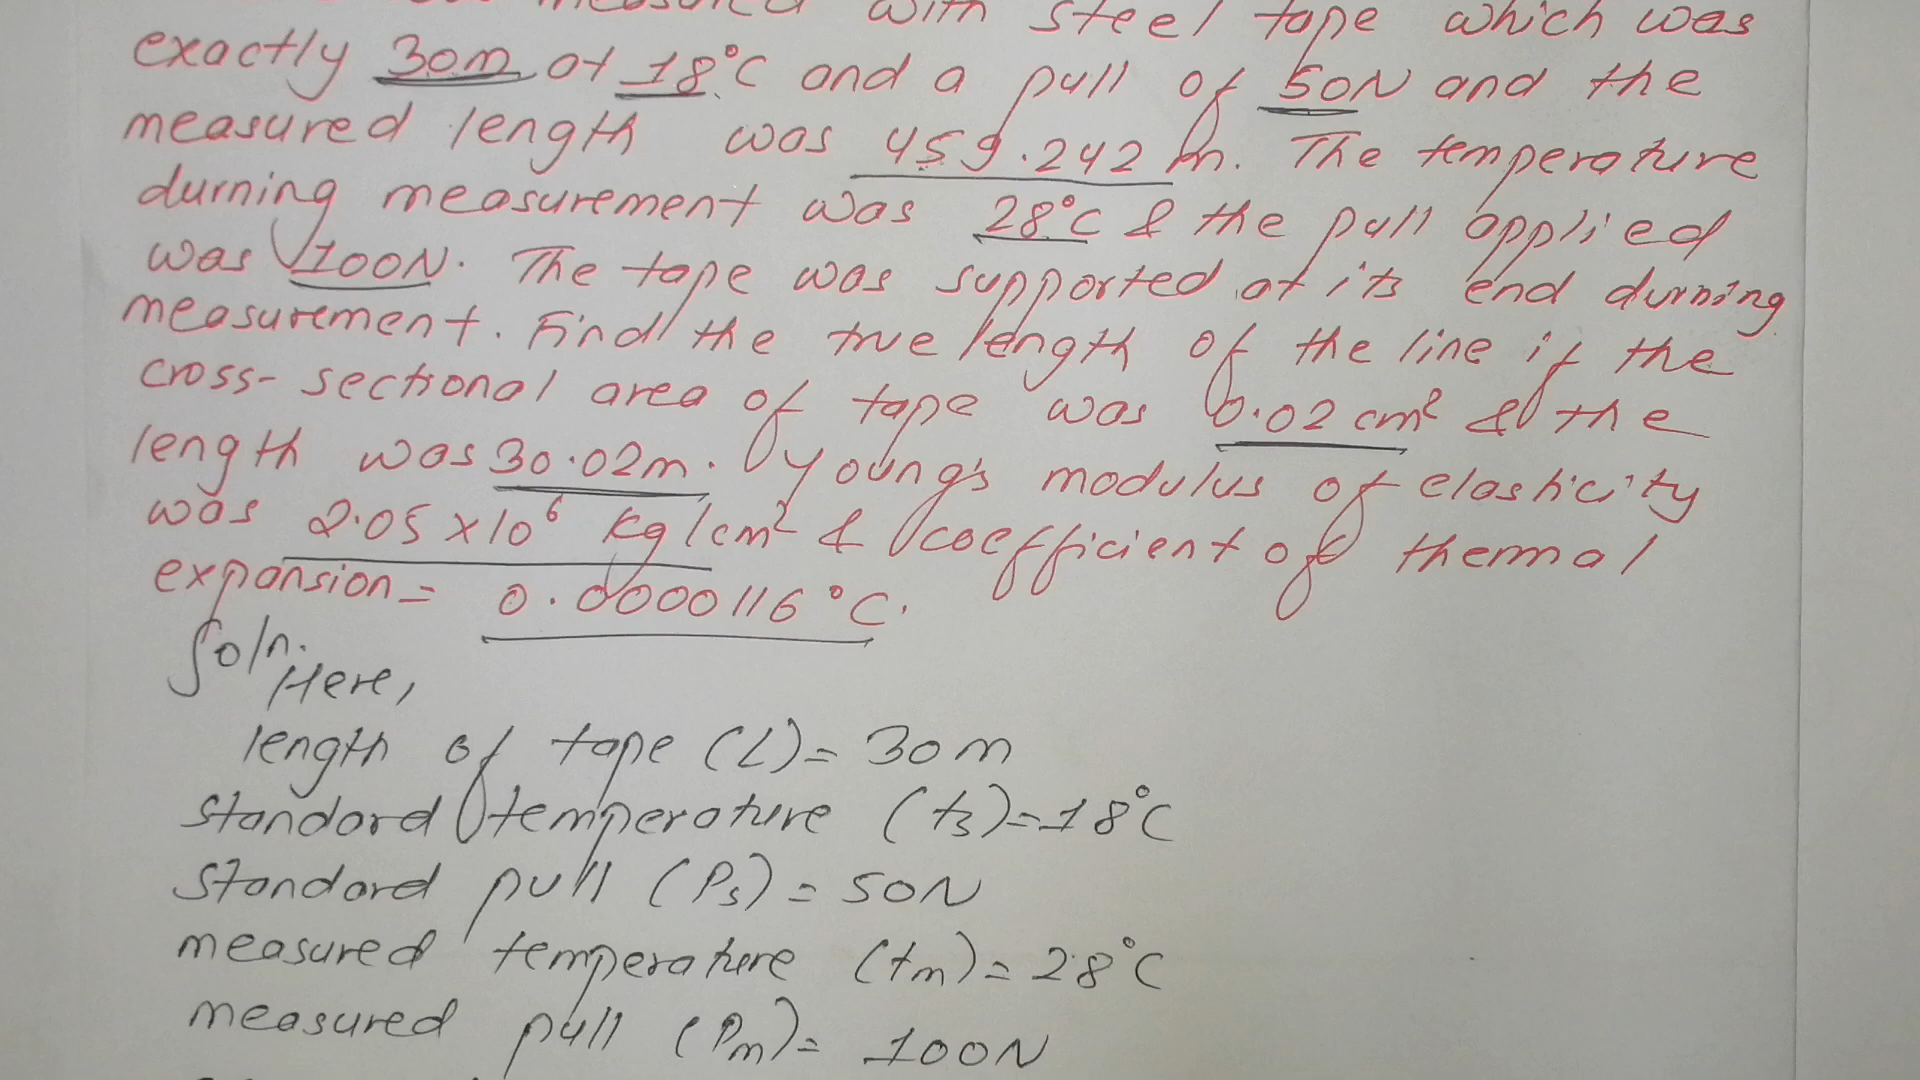 measured with steel tape which was
exactly 30m at 18°C and a pull of 50N and the
measured length was 459.242 m. The temperature
durning measurement was 28°C & the pull applied
was 100N. The tape was supported at its end durning
measurement. Find the true length of the line if the
cross-sectional area of tape was 0.02 cm² & the
length was 30.02m. Young's modulus of elasticity
was 2.05 x 10⁶ kg/cm² & coefficient of thermal
expansion = 0.0000116°C.
Soln.
Here,
length of tape (L) = 30m
Standard temperature (ts) = 18°C
Standard pull (Ps) = 50N
measured temperature (tm) = 28°C
measured pull (Pm) = 100N